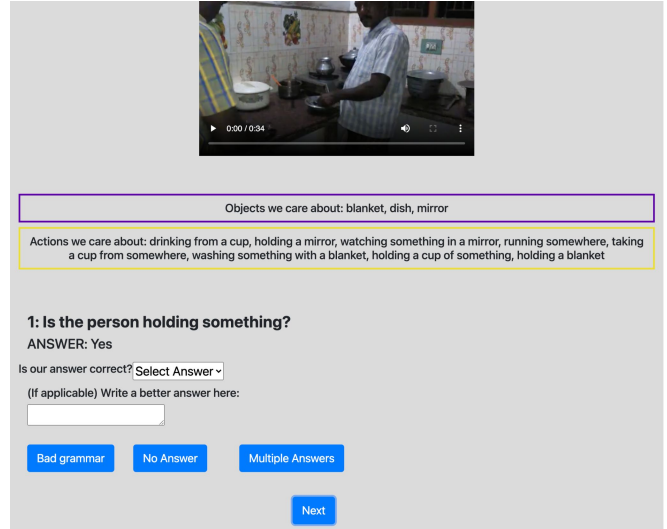 0:00 / 0:34
Objects we care about: blanket, dish, mirror
Actions we care about: drinking from a cup, holding a mirror, watching something in a mirror, running somewhere, taking
a cup from somewhere, washing something with a blanket, holding a cup of something, holding a blanket
1: Is the person holding something?
ANSWER: Yes
Is our answer correct? Select Answer
(If applicable) Write a better answer here:
Bad grammar No Answer Multiple Answers
Next